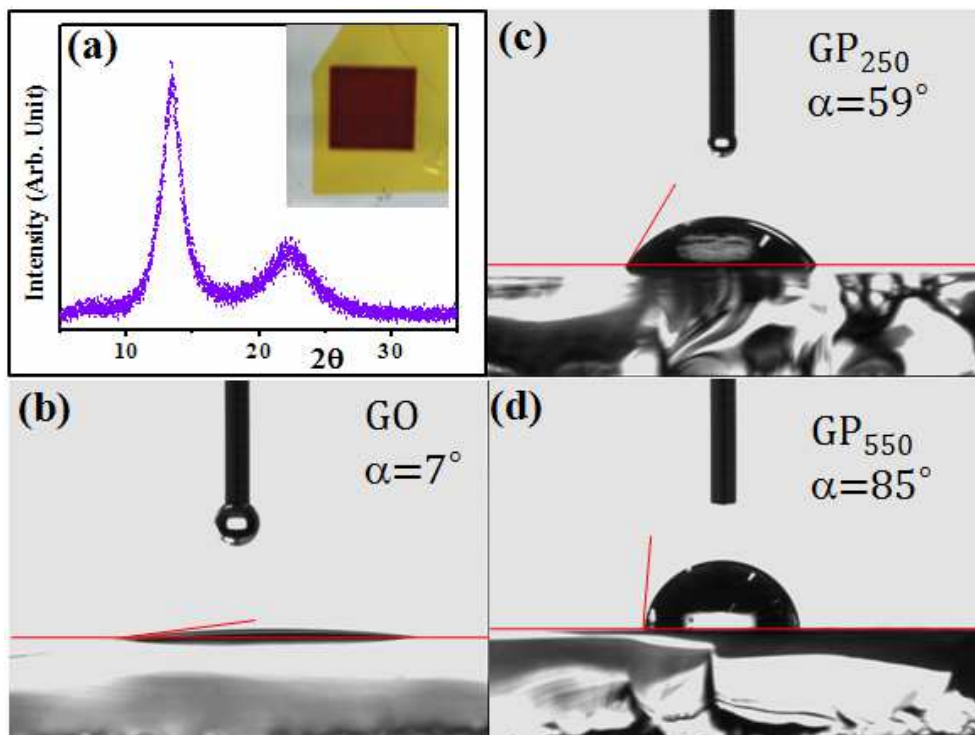 (a)
Intensity (Arb. Unit)
10
20
30
2θ
(b)
GO
α=7°
(c)
GP₂₅₀
α=59°
(d)
GP₅₅₀
α=85°